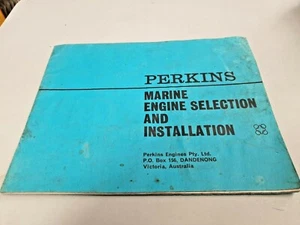 PERKINS
MARINE
ENGINE SELECTION
AND
INSTALLATION
Perkins Engines Pty. Ltd.
P.O. Box 156, DANDENONG
Victoria, Australia